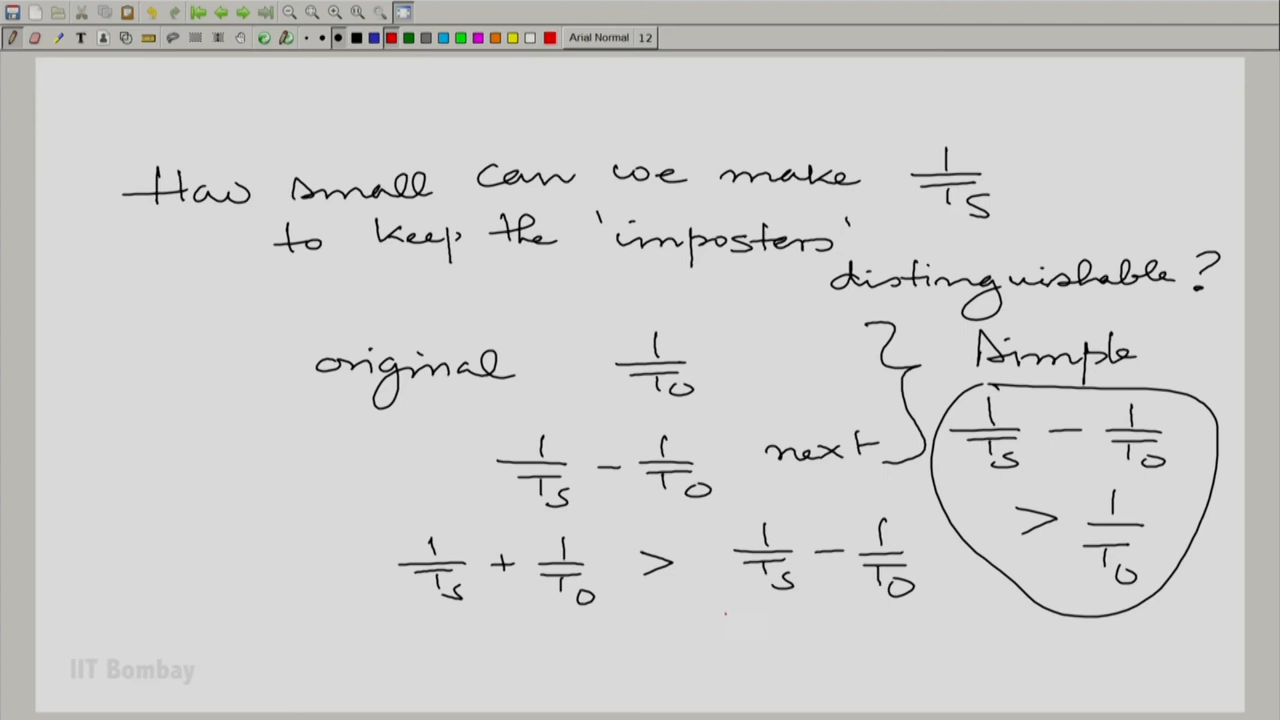 Arial Normal 12
How small can we make 1/Ts
to keep the 'imposters'
distinguishable?
original 1/To
Simple
1/Ts - 1/To next
1/Ts - 1/To
> 1/To
1/Ts + 1/To > 1/Ts - 1/To
IIT Bombay